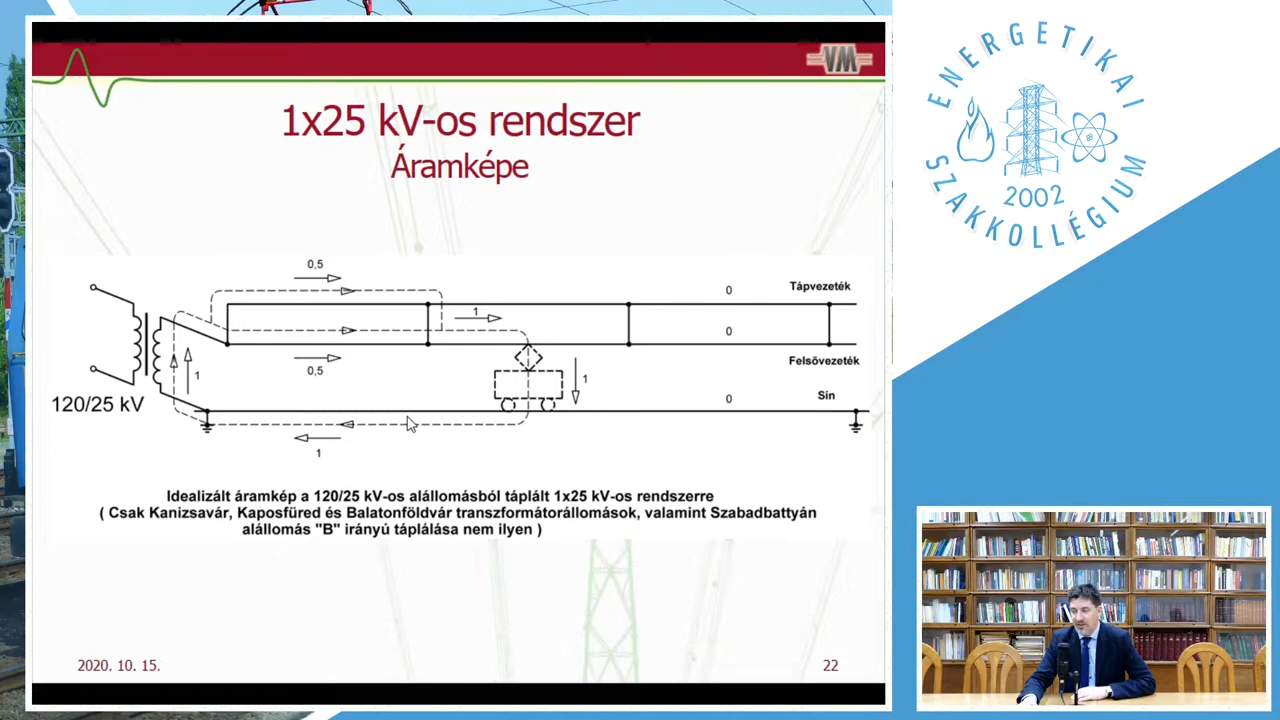 VM
1x25 kV-os rendszer
Áramképe
0,5
Tápvezeték
0
1
0
0,5
Felsővezeték
1
1
120/25 kV
0
Sín
1
Idealizált áramkép a 120/25 kV-os alállomásból táplált 1x25 kV-os rendszerre
( Csak Kanizsavár, Kaposfüred és Balatonföldvár transzformátorállomások, valamint Szabadbattyán
alállomás "B" irányú táplálása nem ilyen )
2020. 10. 15.
22
ENERGETIKAI
SZAKKOLLÉGIUM
2002